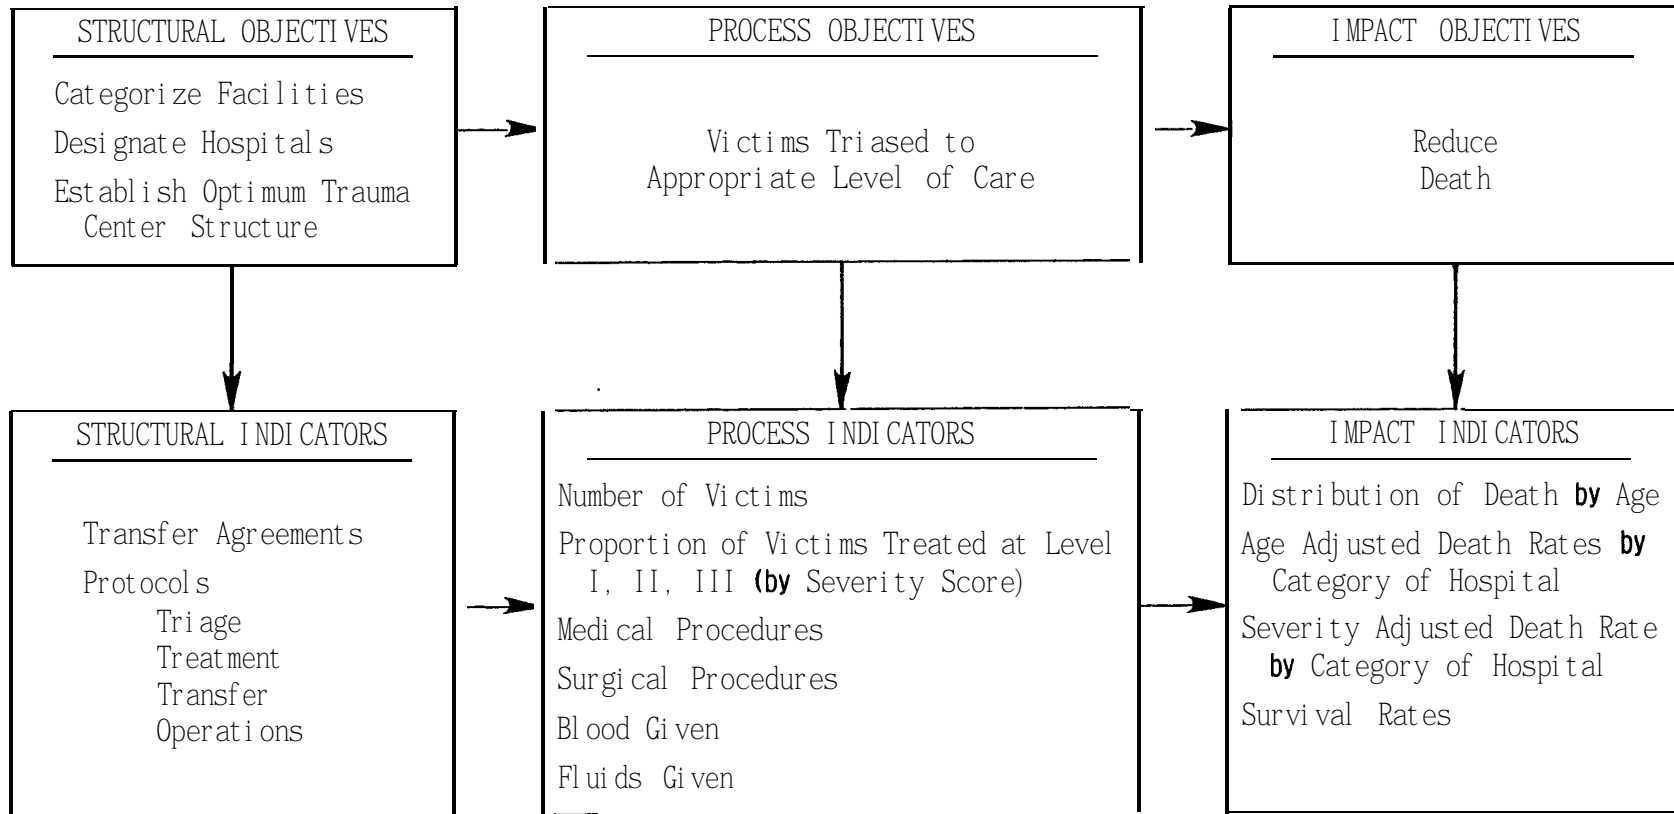 STRUCTURAL OBJECTIVES
Categorize Facilities
Designate Hospitals
Establish Optimum Trauma
Center Structure
PROCESS OBJECTIVES
Victims Triased to
Appropriate Level of Care
IMPACT OBJECTIVES
Reduce
Death
STRUCTURAL INDICATORS
Transfer Agreements
Protocols
Triage
Treatment
Transfer
Operations
PROCESS INDICATORS
Number of Victims
Proportion of Victims Treated at Level
I, II, III (by Severity Score)
Medical Procedures
Surgical Procedures
Blood Given
Fluids Given
IMPACT INDICATORS
Distribution of Death by Age
Age Adjusted Death Rates by
Category of Hospital
Severity Adjusted Death Rate
by Category of Hospital
Survival Rates